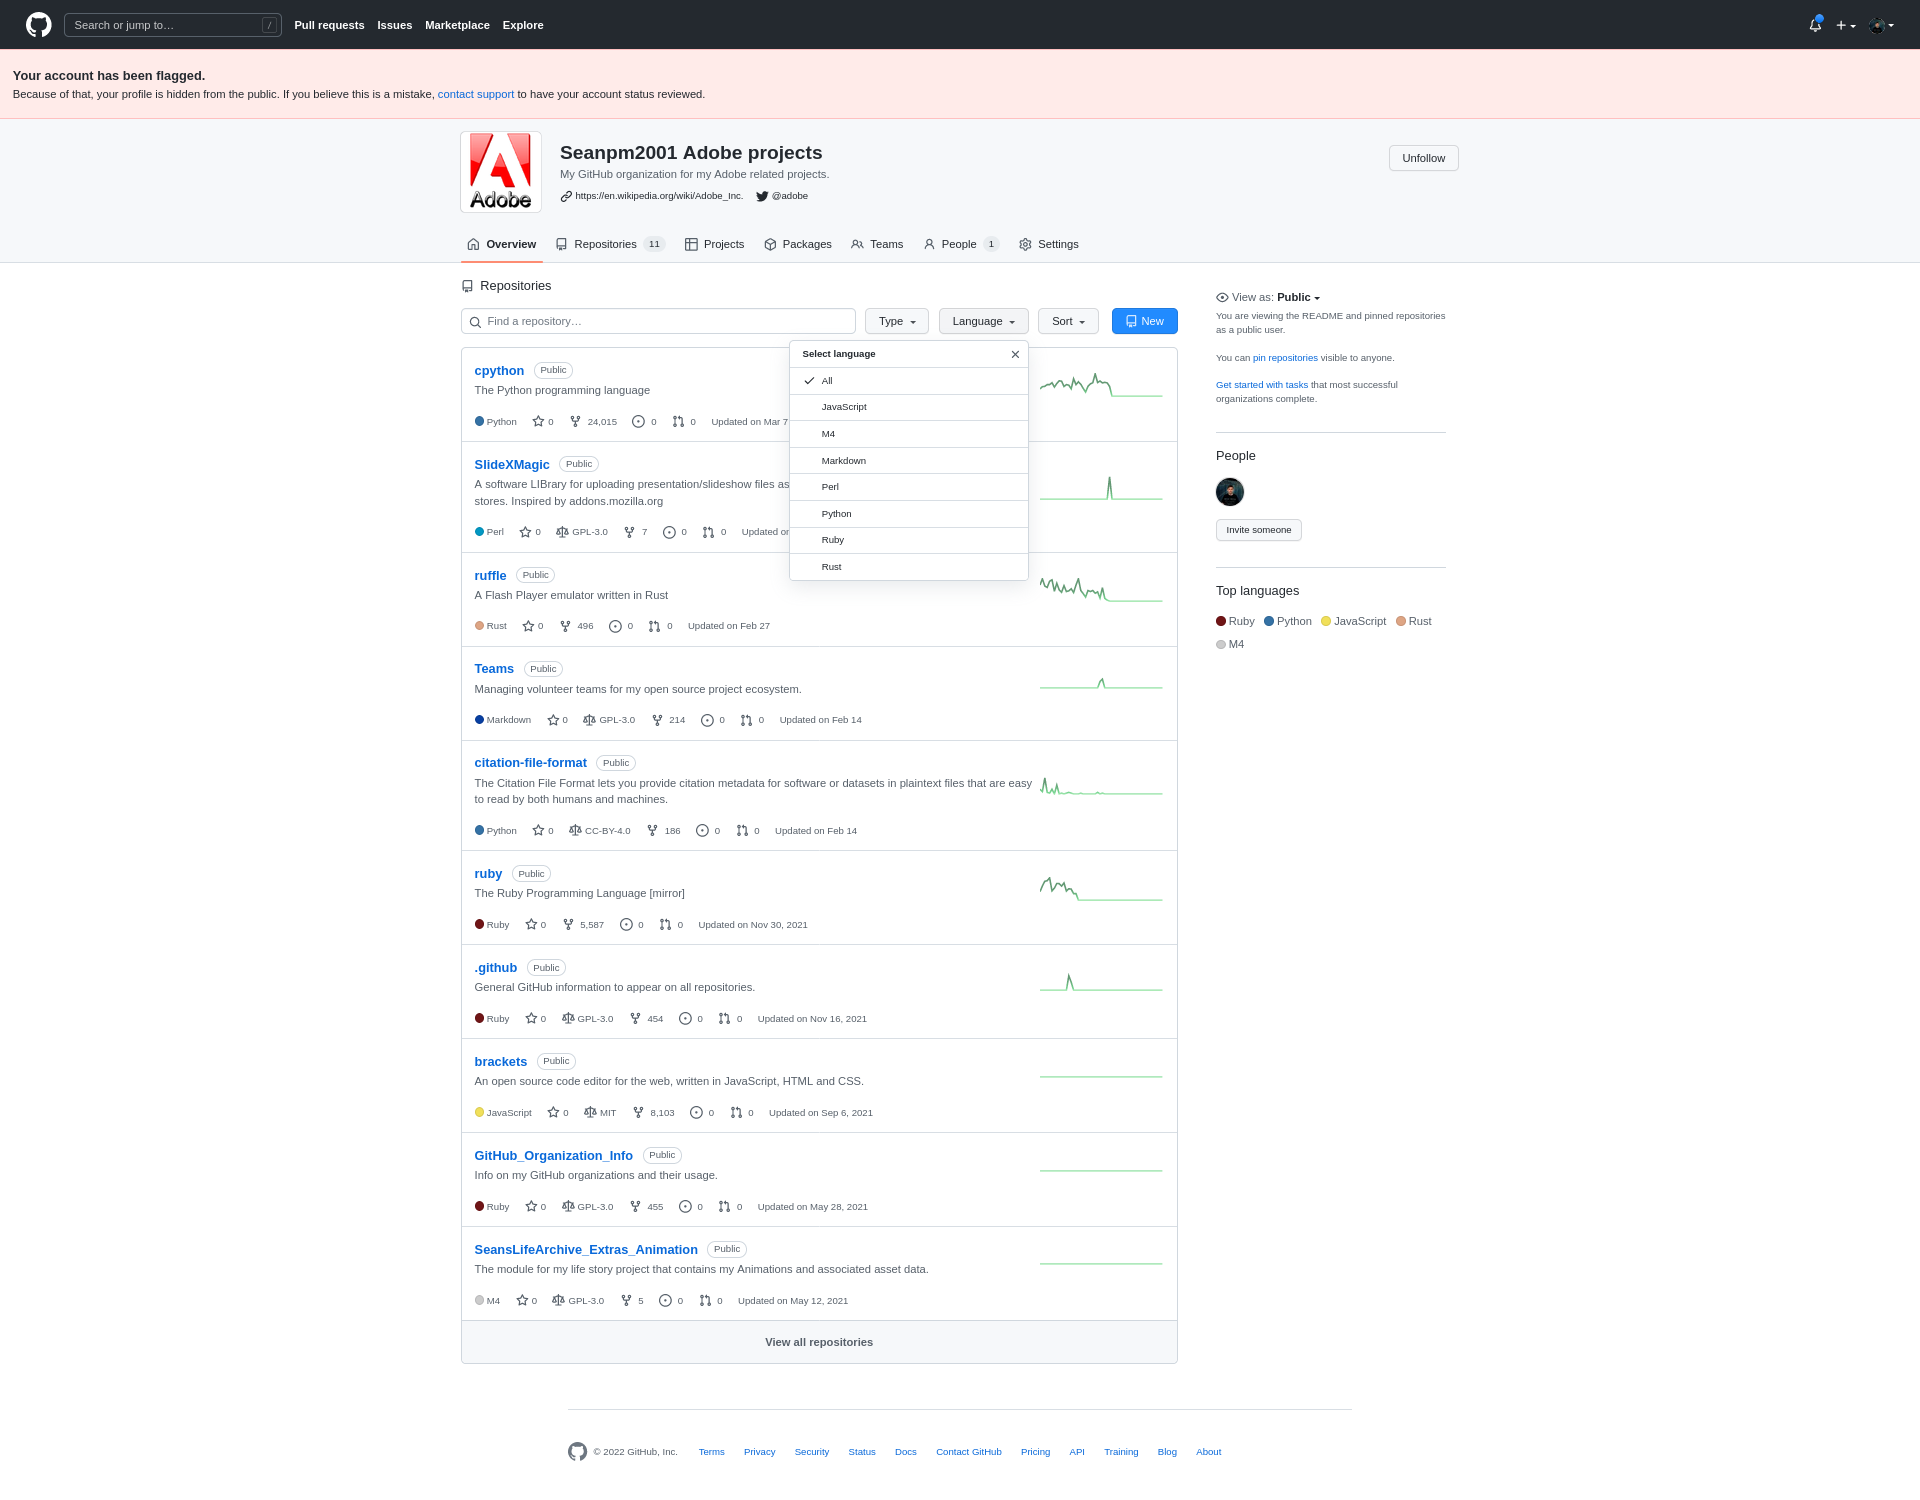 Search or jump to…
/
Pull requests Issues Marketplace Explore
Your account has been flagged.
Because of that, your profile is hidden from the public. If you believe this is a mistake, contact support to have your account status reviewed.
Adobe
Seanpm2001 Adobe projects
My GitHub organization for my Adobe related projects.
https://en.wikipedia.org/wiki/Adobe_Inc. @adobe
Unfollow
Overview Repositories 11 Projects Packages Teams People 1 Settings
Repositories
Find a repository… Type Language Sort New
Select language
All
JavaScript
M4
Markdown
Perl
Python
Ruby
Rust
cpython Public
The Python programming language
Python 0 24,015 0 0 Updated on Mar 7
SlideXMagic Public
A software LIBrary for uploading presentation/slideshow files as
stores. Inspired by addons.mozilla.org
Perl 0 GPL-3.0 7 0 0 Updated on
ruffle Public
A Flash Player emulator written in Rust
Rust 0 496 0 0 Updated on Feb 27
Teams Public
Managing volunteer teams for my open source project ecosystem.
Markdown 0 GPL-3.0 214 0 0 Updated on Feb 14
citation-file-format Public
The Citation File Format lets you provide citation metadata for software or datasets in plaintext files that are easy
to read by both humans and machines.
Python 0 CC-BY-4.0 186 0 0 Updated on Feb 14
ruby Public
The Ruby Programming Language [mirror]
Ruby 0 5,587 0 0 Updated on Nov 30, 2021
.github Public
General GitHub information to appear on all repositories.
Ruby 0 GPL-3.0 454 0 0 Updated on Nov 16, 2021
brackets Public
An open source code editor for the web, written in JavaScript, HTML and CSS.
JavaScript 0 MIT 8,103 0 0 Updated on Sep 6, 2021
GitHub_Organization_Info Public
Info on my GitHub organizations and their usage.
Ruby 0 GPL-3.0 455 0 0 Updated on May 28, 2021
SeansLifeArchive_Extras_Animation Public
The module for my life story project that contains my Animations and associated asset data.
M4 0 GPL-3.0 5 0 0 Updated on May 12, 2021
View all repositories
View as: Public
You are viewing the README and pinned repositories
as a public user.
You can pin repositories visible to anyone.
Get started with tasks that most successful
organizations complete.
People
Invite someone
Top languages
Ruby Python JavaScript Rust
M4
© 2022 GitHub, Inc. Terms Privacy Security Status Docs Contact GitHub Pricing API Training Blog About